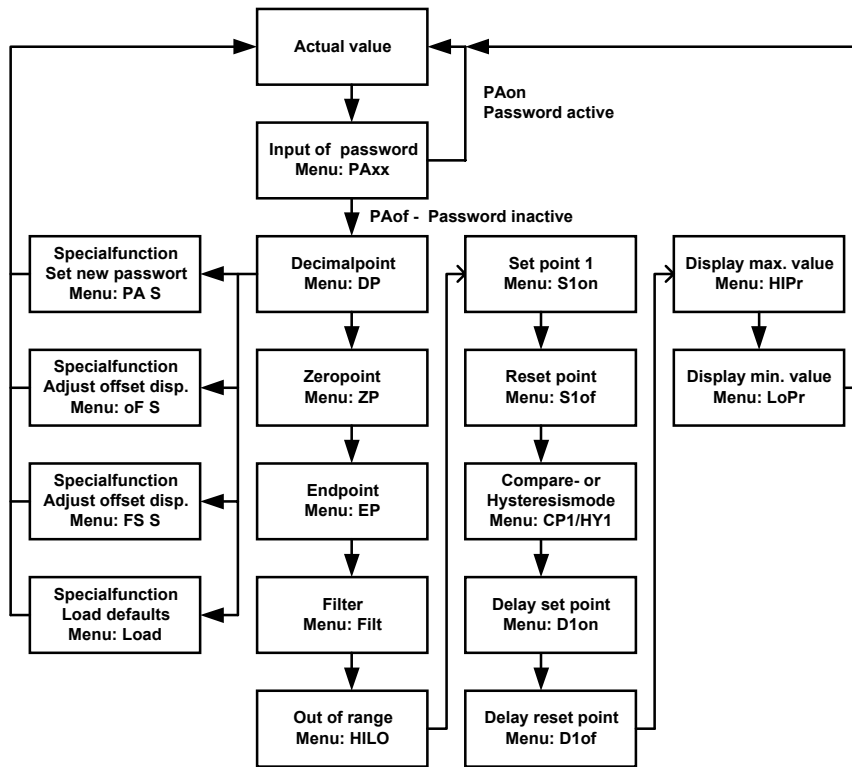 Actual value
PAon
Password active
Input of password
Menu: PAxx
PAof - Password inactive
Specialfunction
Set new passwort
Menu: PA S
Specialfunction
Adjust offset disp.
Menu: oF S
Specialfunction
Adjust offset disp.
Menu: FS S
Specialfunction
Load defaults
Menu: Load
Decimalpoint
Menu: DP
Zeropoint
Menu: ZP
Endpoint
Menu: EP
Filter
Menu: Filt
Out of range
Menu: HILO
Set point 1
Menu: S1on
Reset point
Menu: S1of
Compare- or
Hysteresismode
Menu: CP1/HY1
Delay set point
Menu: D1on
Delay reset point
Menu: D1of
Display max. value
Menu: HIPr
Display min. value
Menu: LoPr